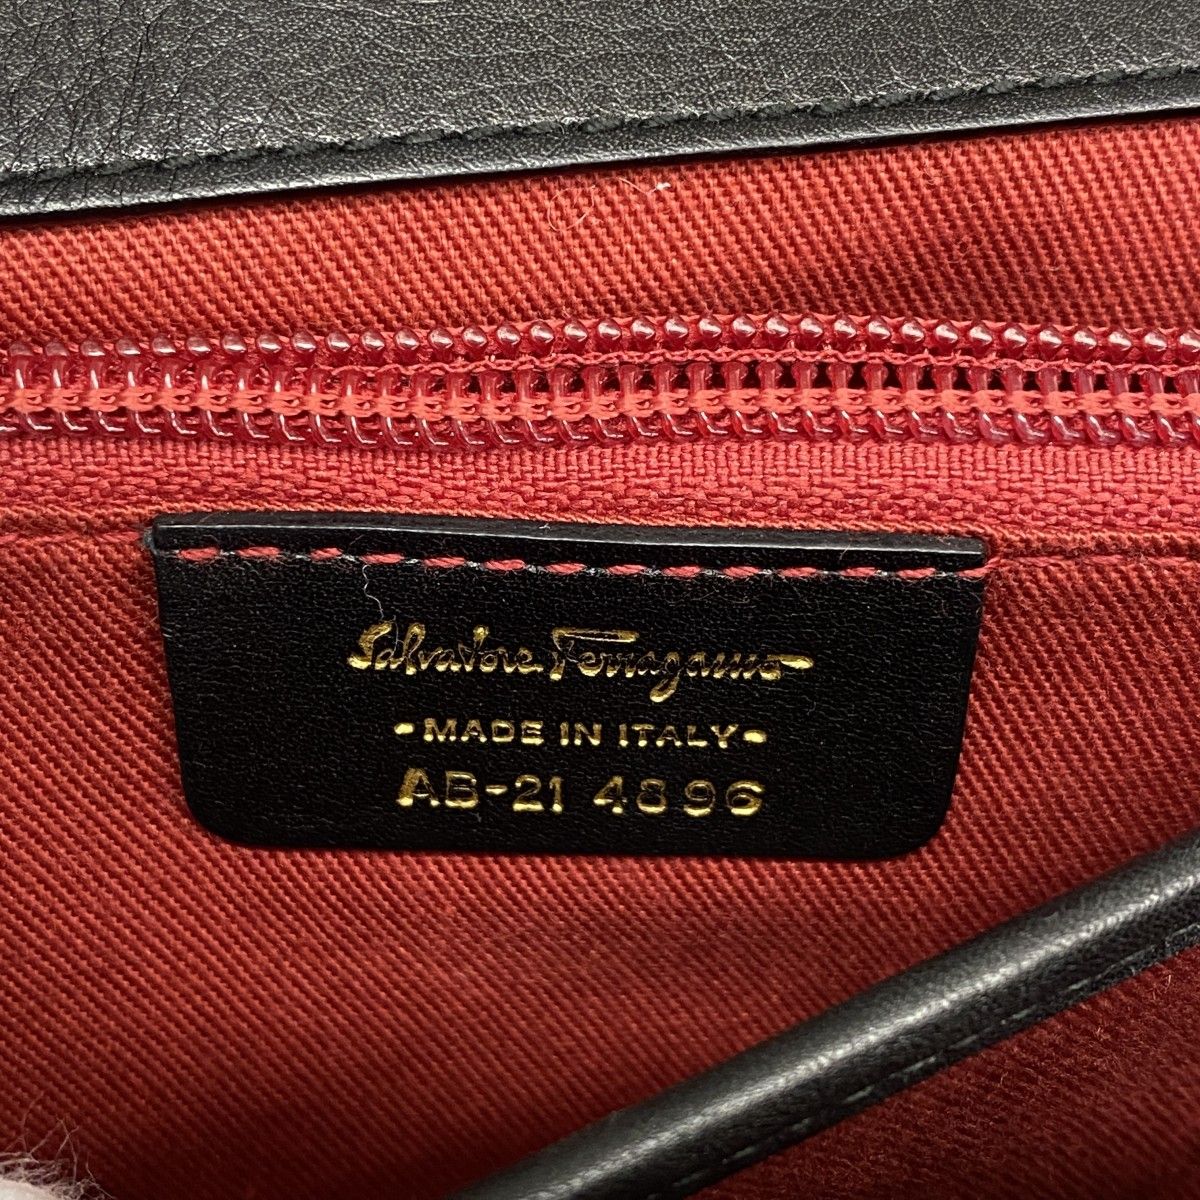 Salvatore Ferragamo
-MADE IN ITALY-
AB-21 4896